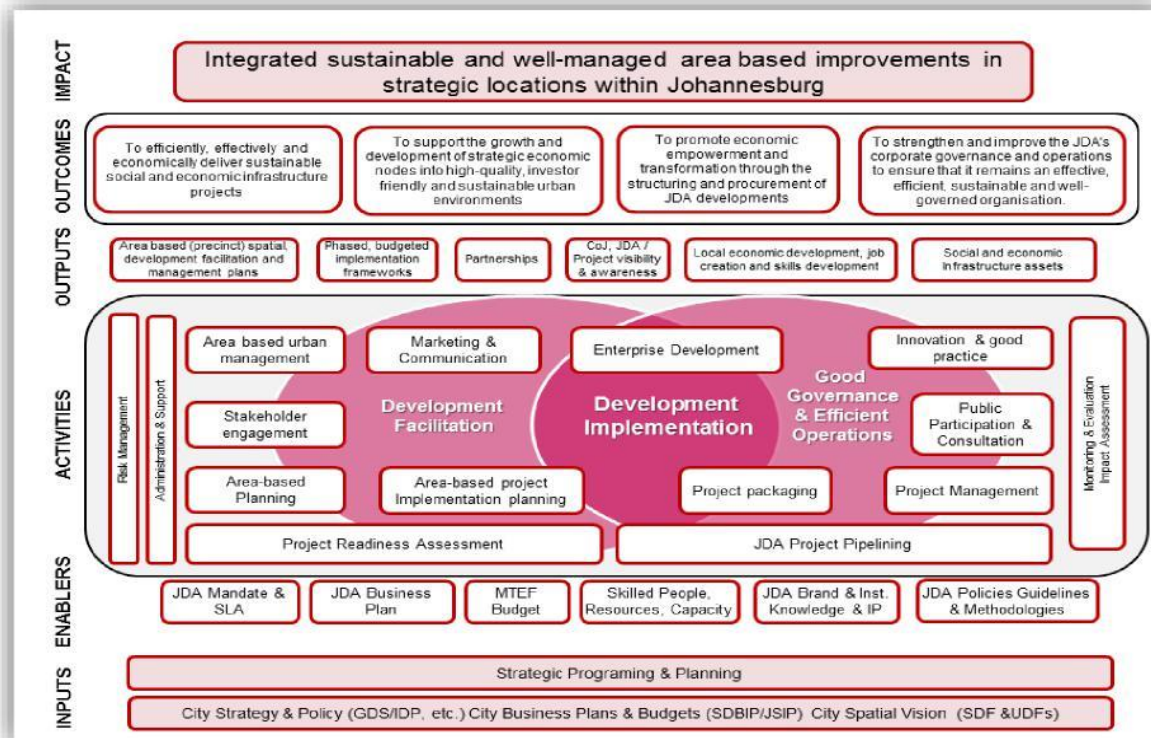 IMPACT
Integrated sustainable and well-managed area based improvements in
strategic locations within Johannesburg
OUTCOMES
To efficiently, effectively and
economically deliver sustainable
social and economic infrastructure
projects
To support the growth and
development of strategic economic
nodes into high-quality, investor
friendly and sustainable urban
environments
To promote economic
empowerment and
transformation through the
structuring and procurement of
JDA developments
To strengthen and improve the JDA's
corporate governance and operations
to ensure that it remains an effective,
efficient, sustainable and well-
governed organisation.
OUTPUTS
Area based (precinct) spatial,
development facilitation and
management plans
Phased, budgeted
implementation
frameworks
Partnerships
CoJ, JDA /
Project visibility
& awareness
Local economic development, job
creation and skills development
Social and economic
Infrastructure assets
ACTIVITIES
Risk Management
Administration & Support
Area based urban
management
Marketing &
Communication
Enterprise Development
Innovation & good
practice
Stakeholder
engagement
Development
Facilitation
Development
Implementation
Good
Governance
& Efficient
Operations
Public
Participation &
Consultation
Area-based
Planning
Area-based project
Implementation planning
Project packaging
Project Management
Project Readiness Assessment
JDA Project Pipelining
Monitoring & Evaluation
Impact Assessment
ENABLERS
JDA Mandate &
SLA
JDA Business
Plan
MTEF
Budget
Skilled People,
Resources, Capacity
JDA Brand & Inst.
Knowledge & IP
JDA Policies Guidelines
& Methodologies
INPUTS
Strategic Programing & Planning
City Strategy & Policy (GDS/IDP, etc.) City Business Plans & Budgets (SDBIP/JSIP) City Spatial Vision (SDF &UDFs)